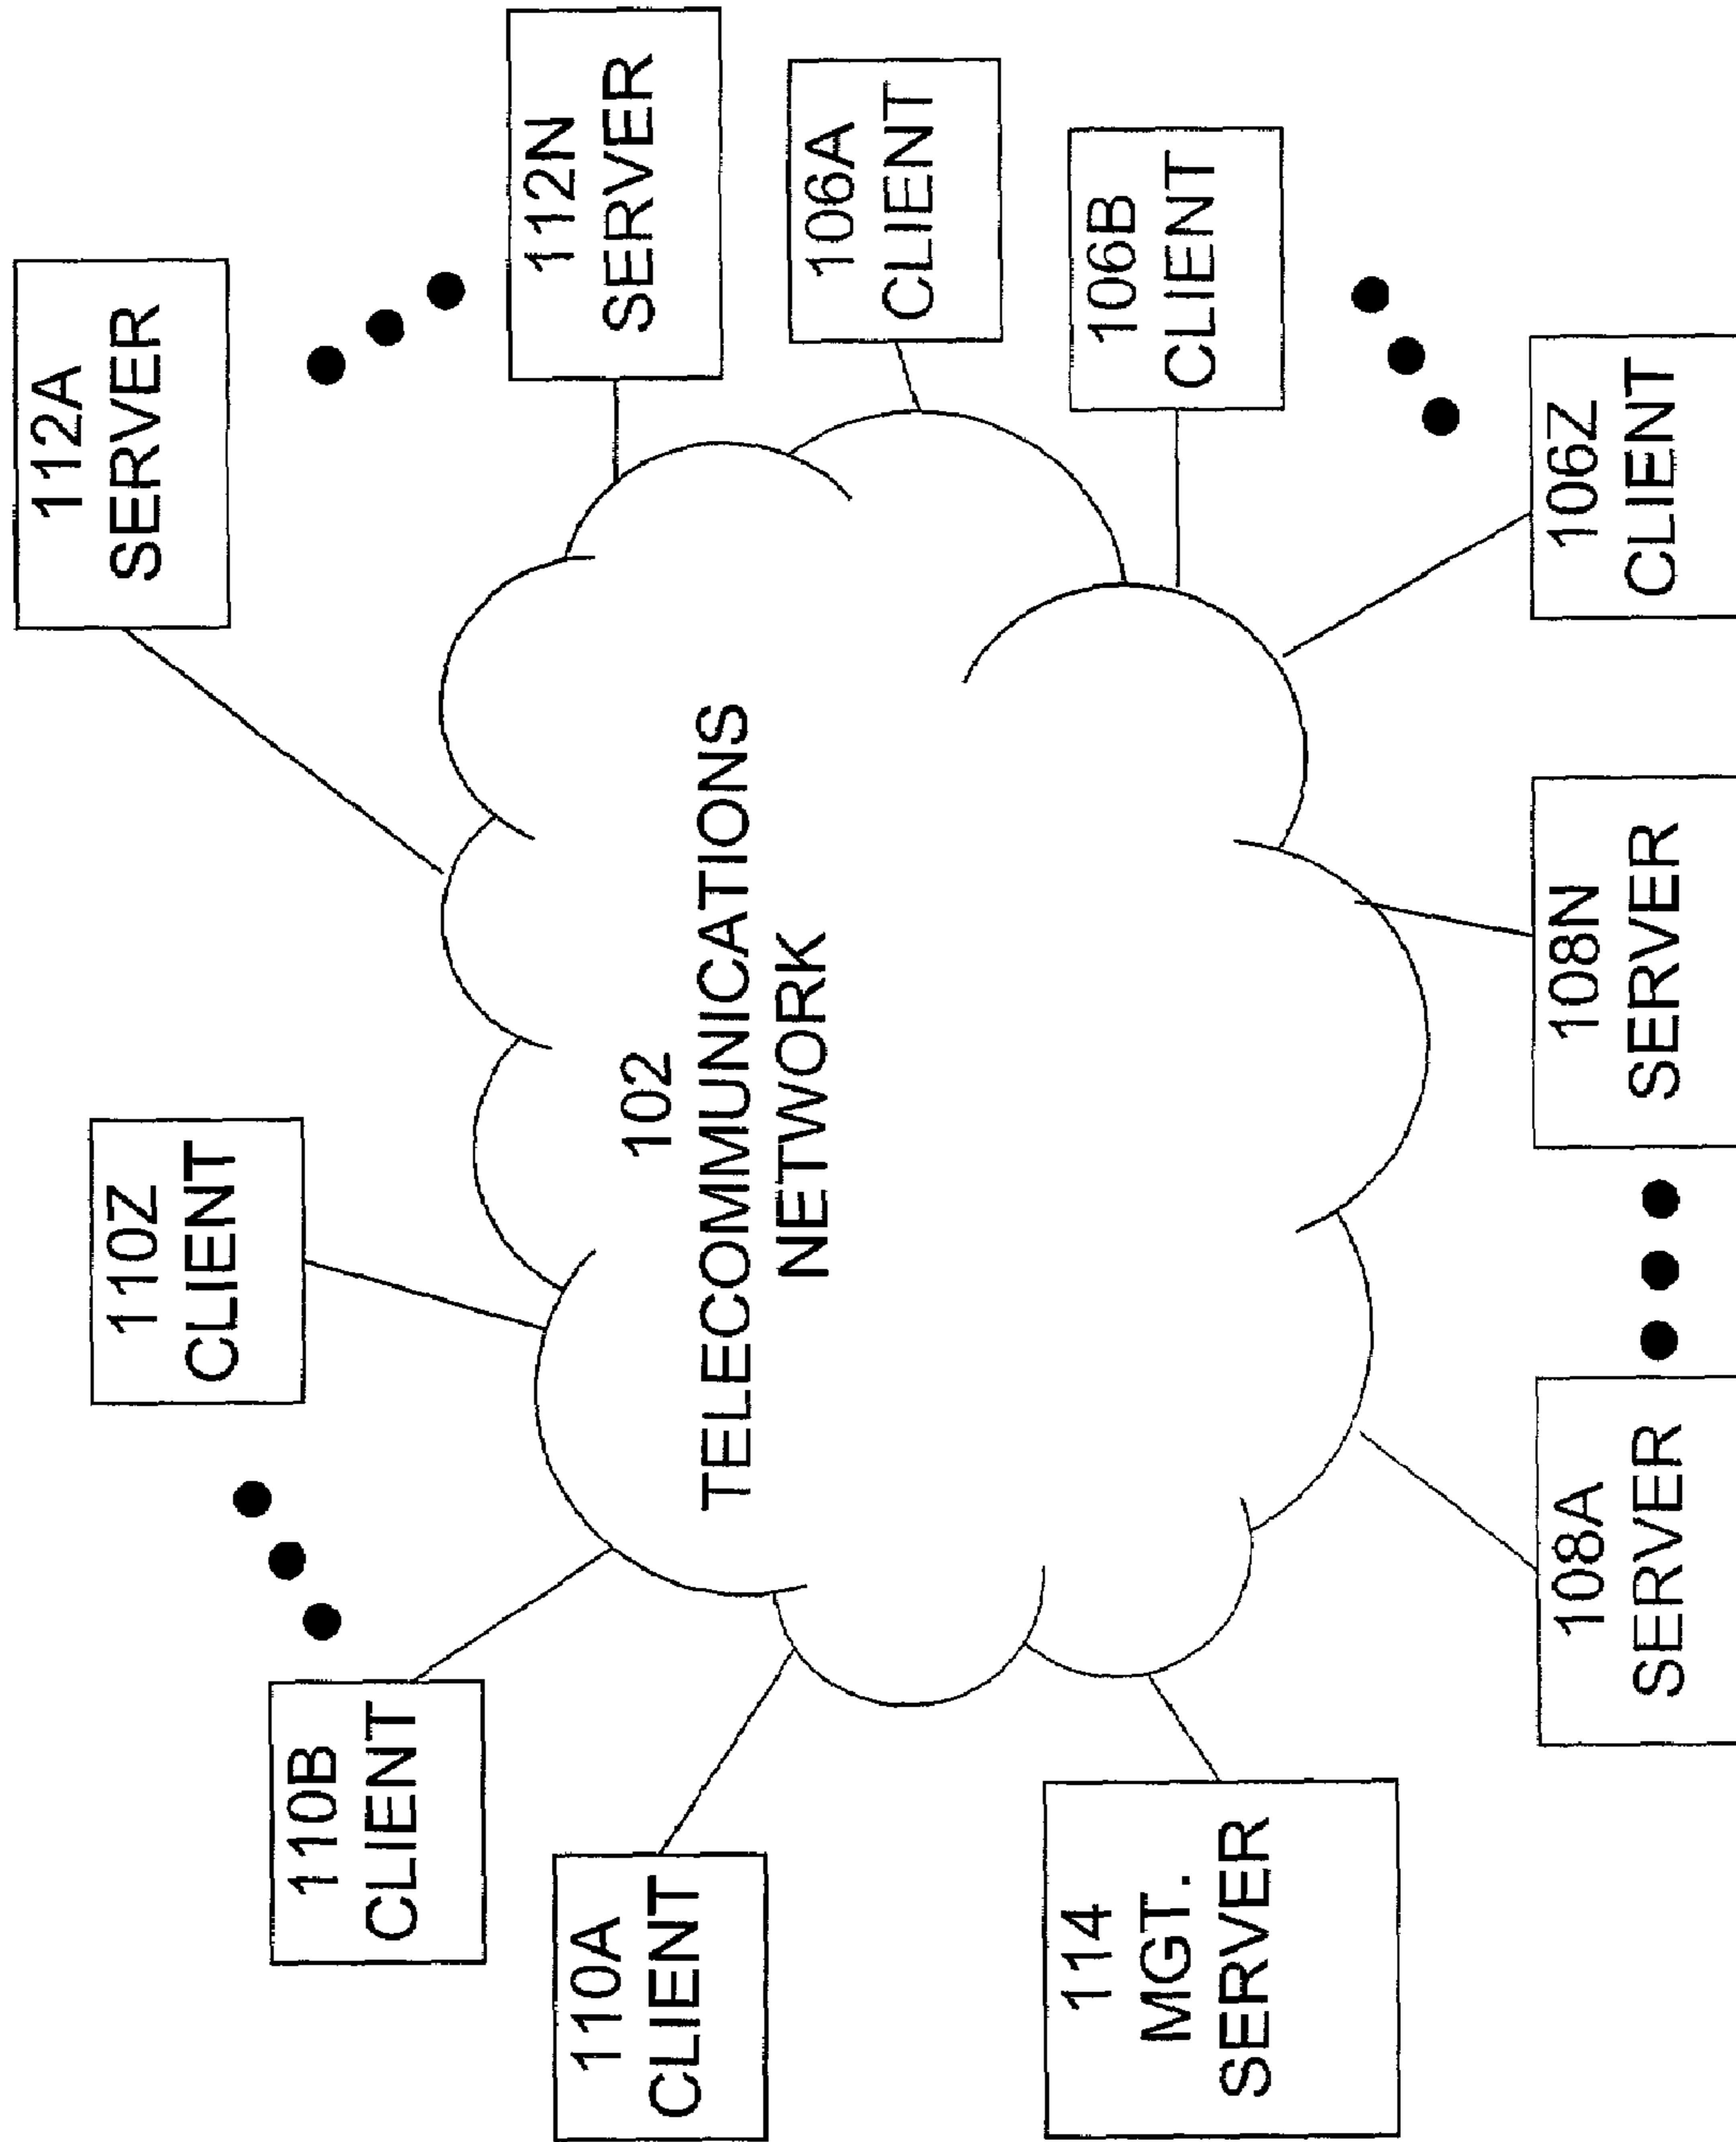 110A
CLIENT
110B
CLIENT
110Z
CLIENT
112A
SERVER
112N
SERVER
102
TELECOMMUNICATIONS
NETWORK
106A
CLIENT
106B
CLIENT
106Z
CLIENT
114
MGT.
SERVER
108A
SERVER
108N
SERVER